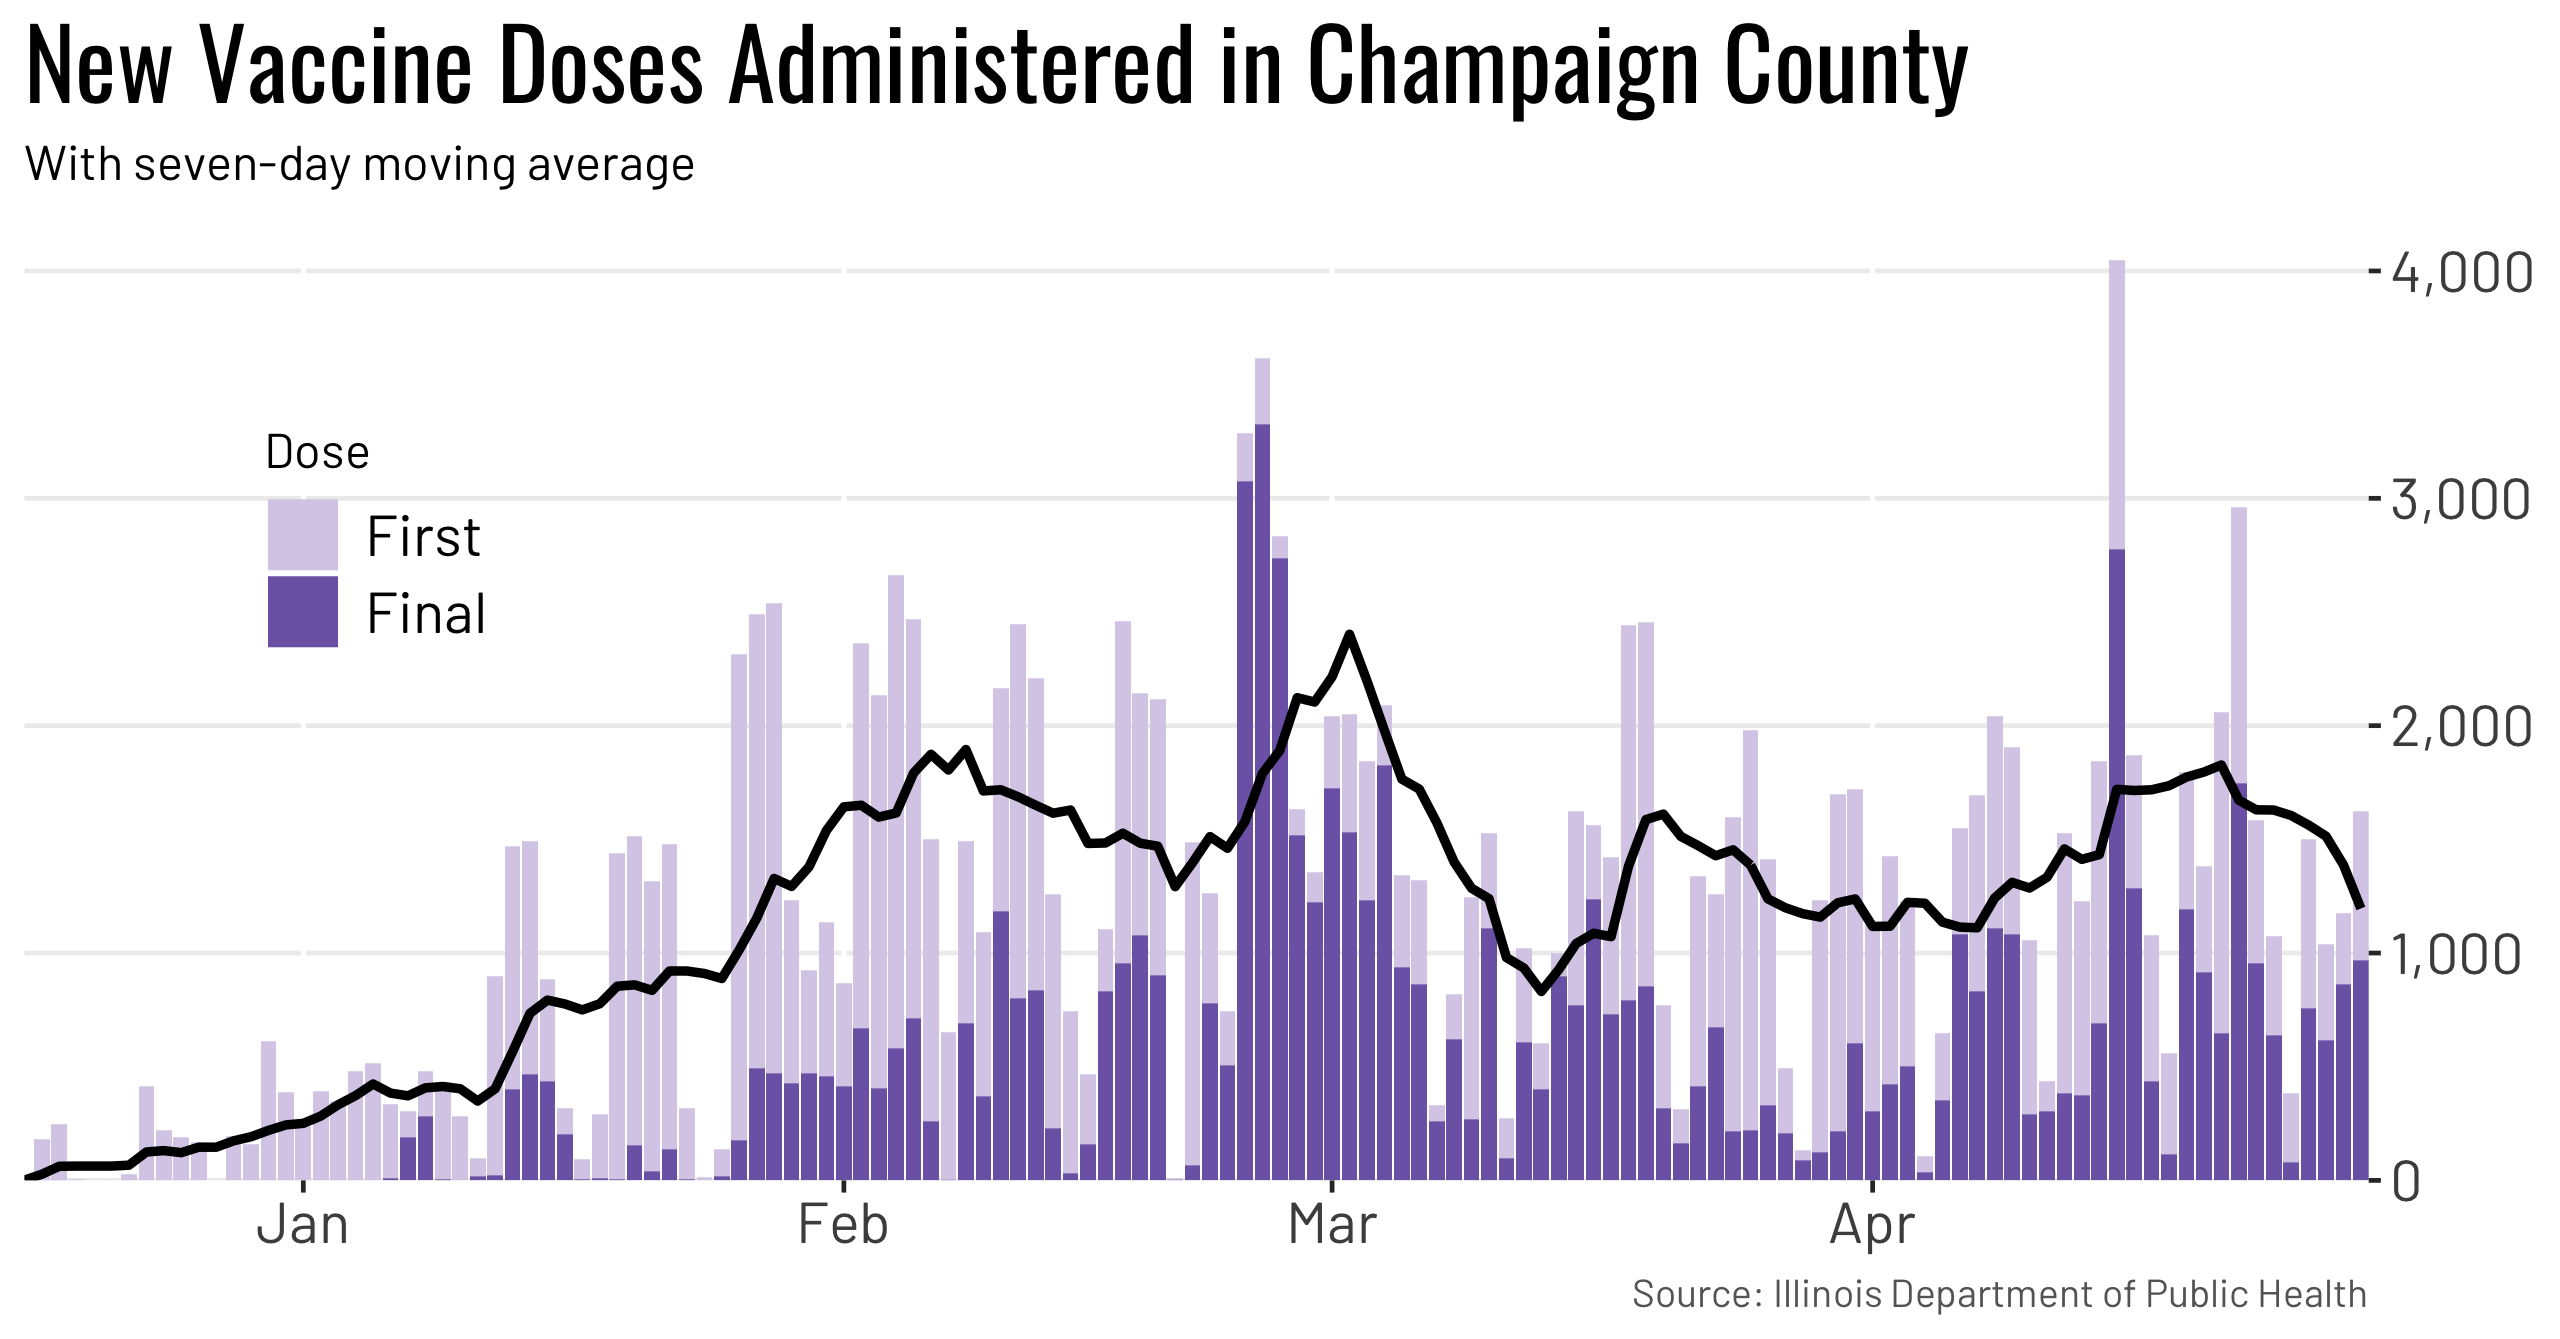 New Vaccine Doses Administered in Champaign County
With seven-day moving average
4,000
3,000
Dose
First
Final
2,000
1,000
0
Jan Feb Mar Apr
Source: Illinois Department of Public Health